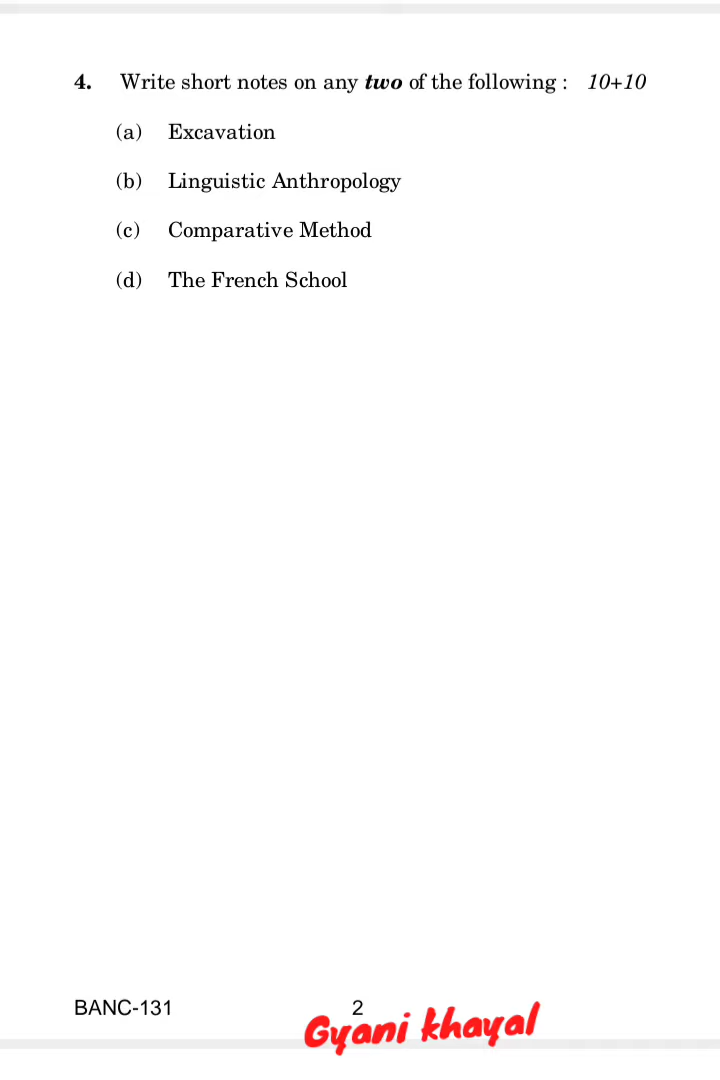 4. Write short notes on any two of the following : 10+10
(a) Excavation
(b) Linguistic Anthropology
(c) Comparative Method
(d) The French School
BANC-131 2
Gyani khayal